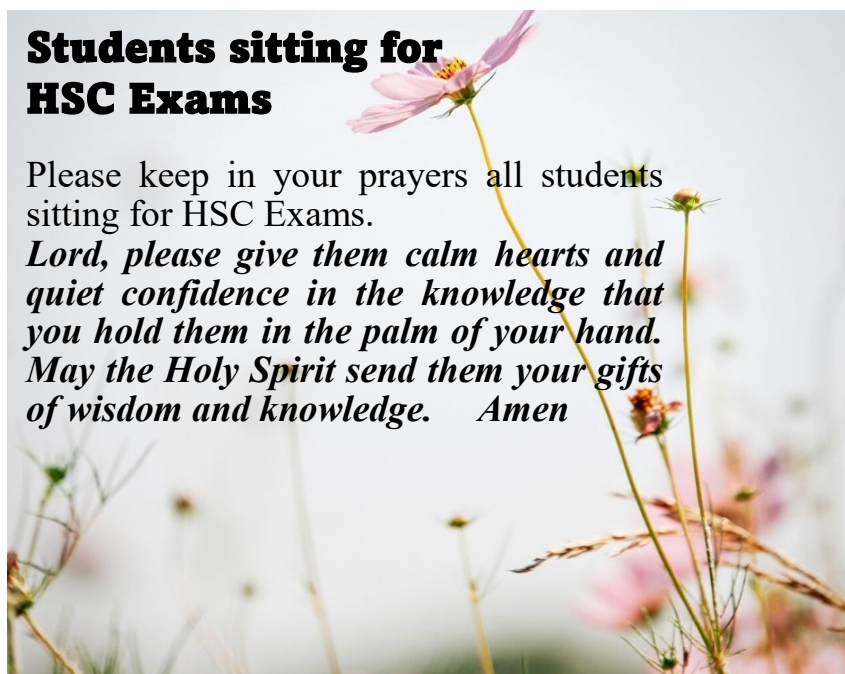 Students sitting for
HSC Exams
Please keep in your prayers all students
sitting for HSC Exams.
Lord, please give them calm hearts and
quiet confidence in the knowledge that
you hold them in the palm of your hand.
May the Holy Spirit send them your gifts
of wisdom and knowledge. Amen